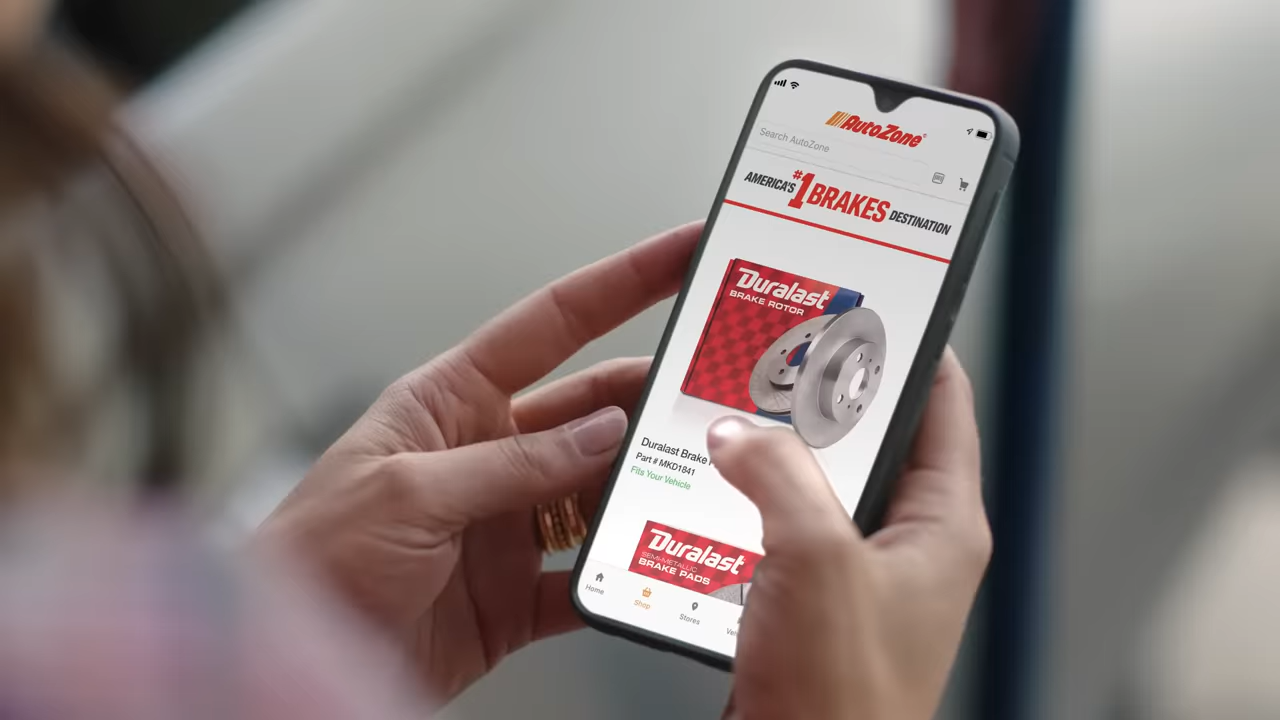 AutoZone
Search AutoZone
AMERICA'S #1 BRAKES DESTINATION
Duralast
BRAKE ROTOR
Duralast Brake
Part # MKD1841
Fits Your Vehicle
Duralast
SEMI-METALLIC
BRAKE PADS
Home
Shop
Stores